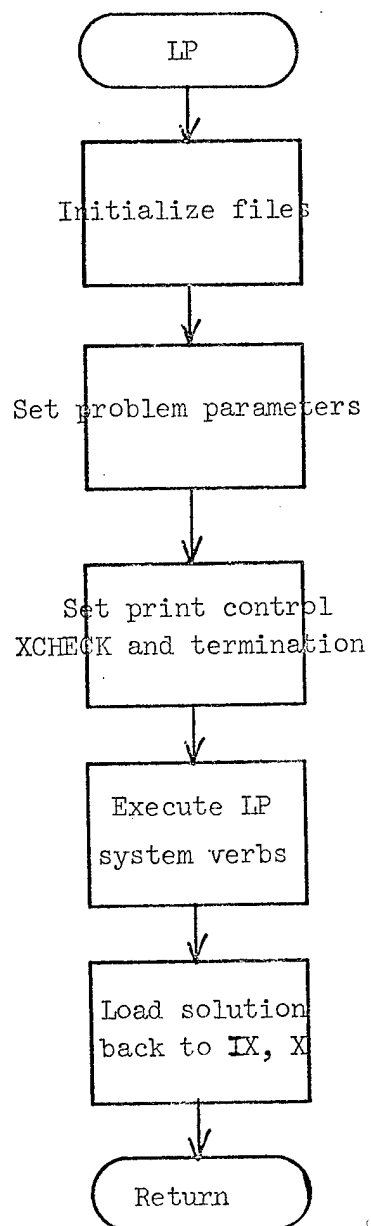 LP
Initialize files
Set problem parameters
Set print control
XCHECK and termination
Execute LP
system verbs
Load solution
back to IX, X
Return